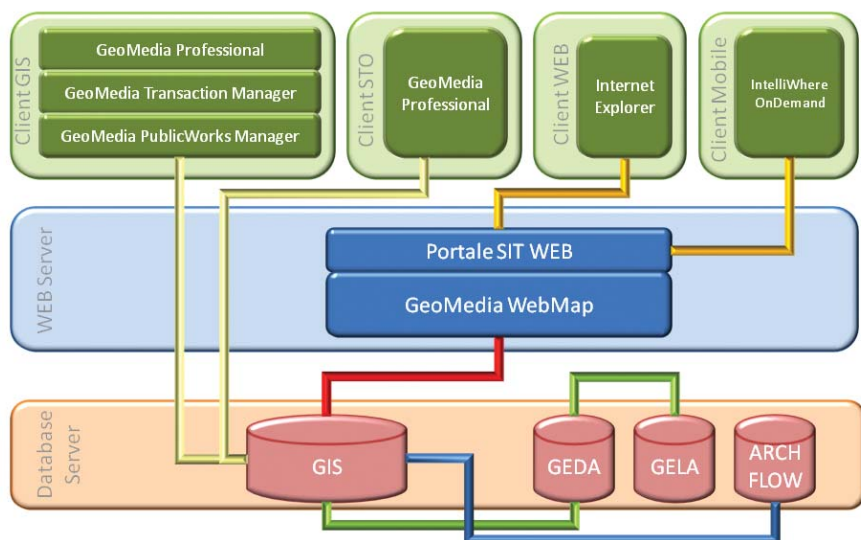 Client GIS
GeoMedia Professional
GeoMedia Transaction Manager
GeoMedia PublicWorks Manager
Client STO
GeoMedia
Professional
Client WEB
Internet
Explorer
Client Mobile
IntelliWhere
OnDemand
WEB Server
Portale SIT WEB
GeoMedia WebMap
Database
Server
GIS
GEDA
GELA
ARCH
FLOW